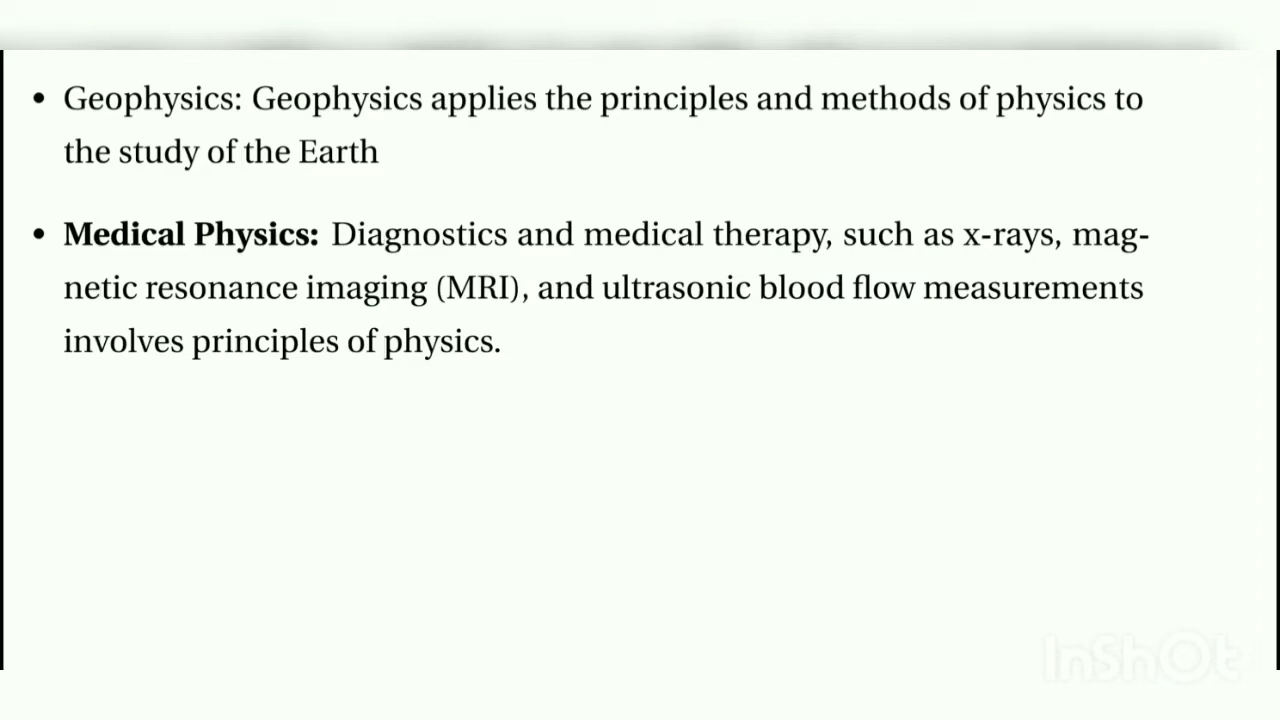 • Geophysics: Geophysics applies the principles and methods of physics to
the study of the Earth
• Medical Physics: Diagnostics and medical therapy, such as x-rays, mag-
netic resonance imaging (MRI), and ultrasonic blood flow measurements
involves principles of physics.
InShOt